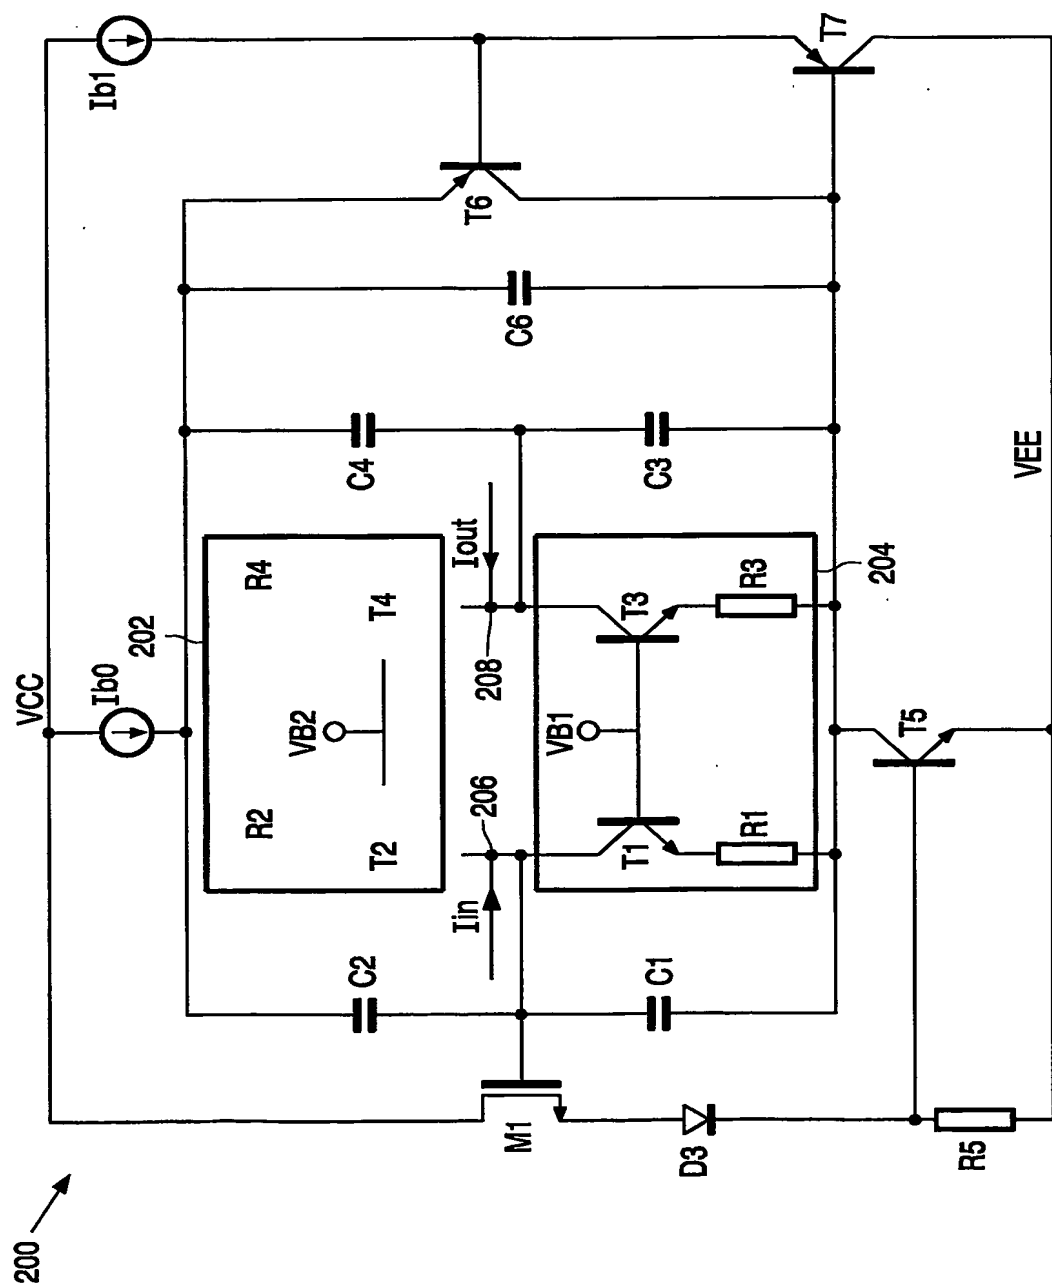 200
VCC
Ib0
Ib1
202
R2
R4
VB2
T2
T4
C2
C4
C6
T6
Iin
206
208
Iout
M1
C1
VB1
T1
T3
R1
R3
204
C3
T7
D3
T5
R5
VEE